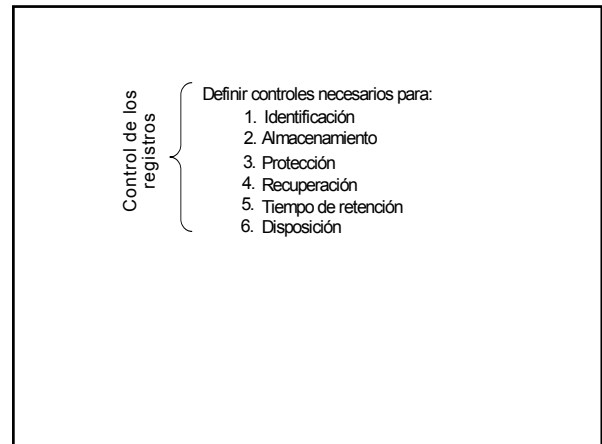 Control de los
registros
Definir controles necesarios para:
1. Identificación
2. Almacenamiento
3. Protección
4. Recuperación
5. Tiempo de retención
6. Disposición